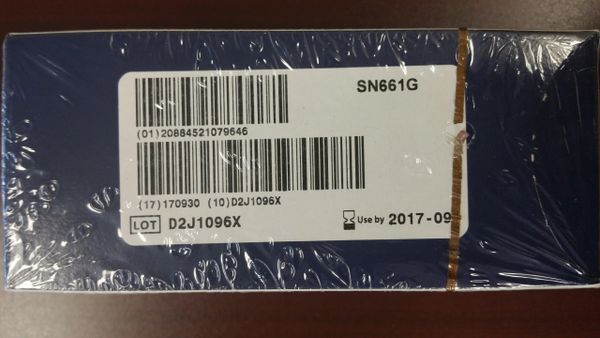 SN661G
(01)20884521079646
(17)170930 (10)D2J1096X
LOT D2J1096X Use by 2017-09